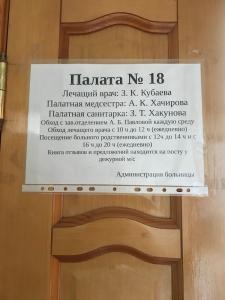 Палата № 18
Лечащий врач: З. К. Кубаева
Палатная медсестра: А. К. Хачирова
Палатная санитарка: З. Т. Хакунова
Обход с зав.отделением А. Б. Павловой каждую среду
Обход лечащего врача с 10 ч до 12 ч (ежедневно)
Посещение больного родственниками с 12ч до 14 ч и с
16 ч до 20 ч (ежедневно)
Книга отзывов и предложений находится на посту у
дежурной м/с
Администрация больницы